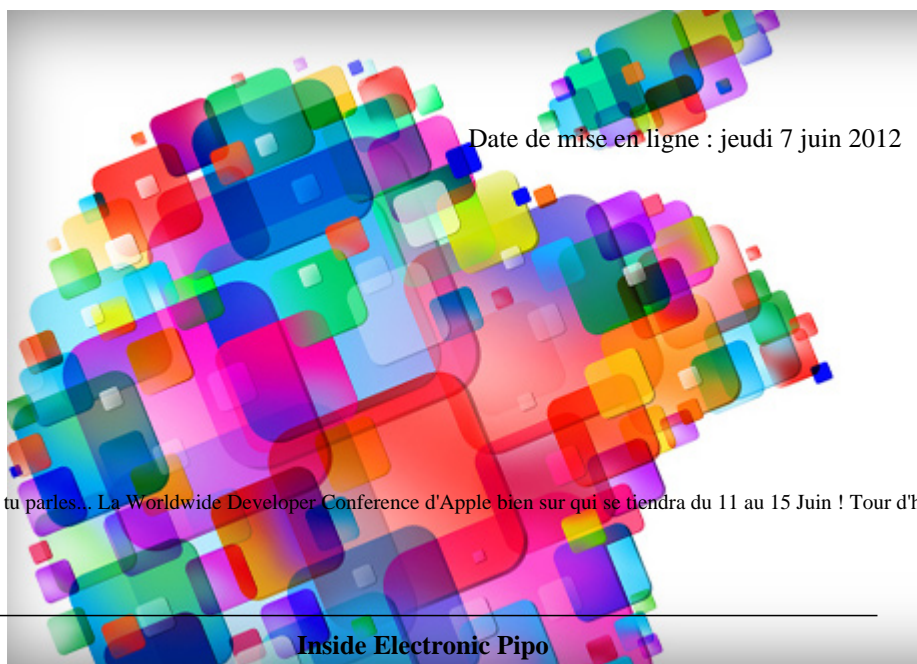 Date de mise en ligne : jeudi 7 juin 2012
tu parles... La Worldwide Developer Conference d'Apple bien sur qui se tiendra du 11 au 15 Juin ! Tour d'h
Inside Electronic Pipo